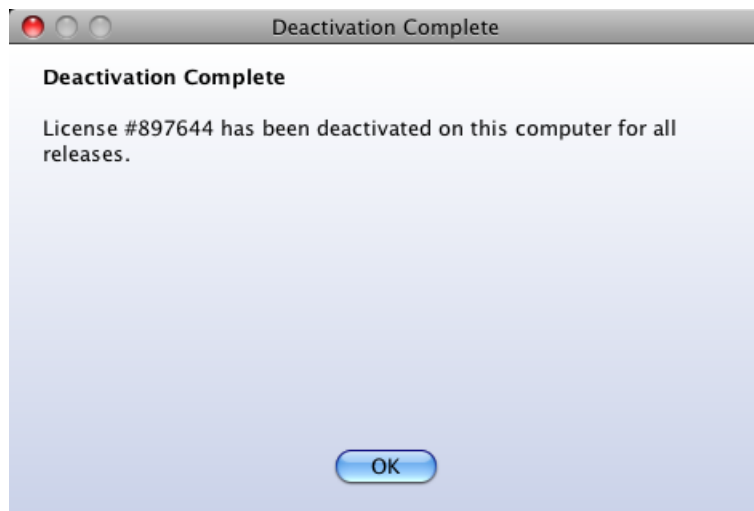 Deactivation Complete
Deactivation Complete
License #897644 has been deactivated on this computer for all
releases.
OK